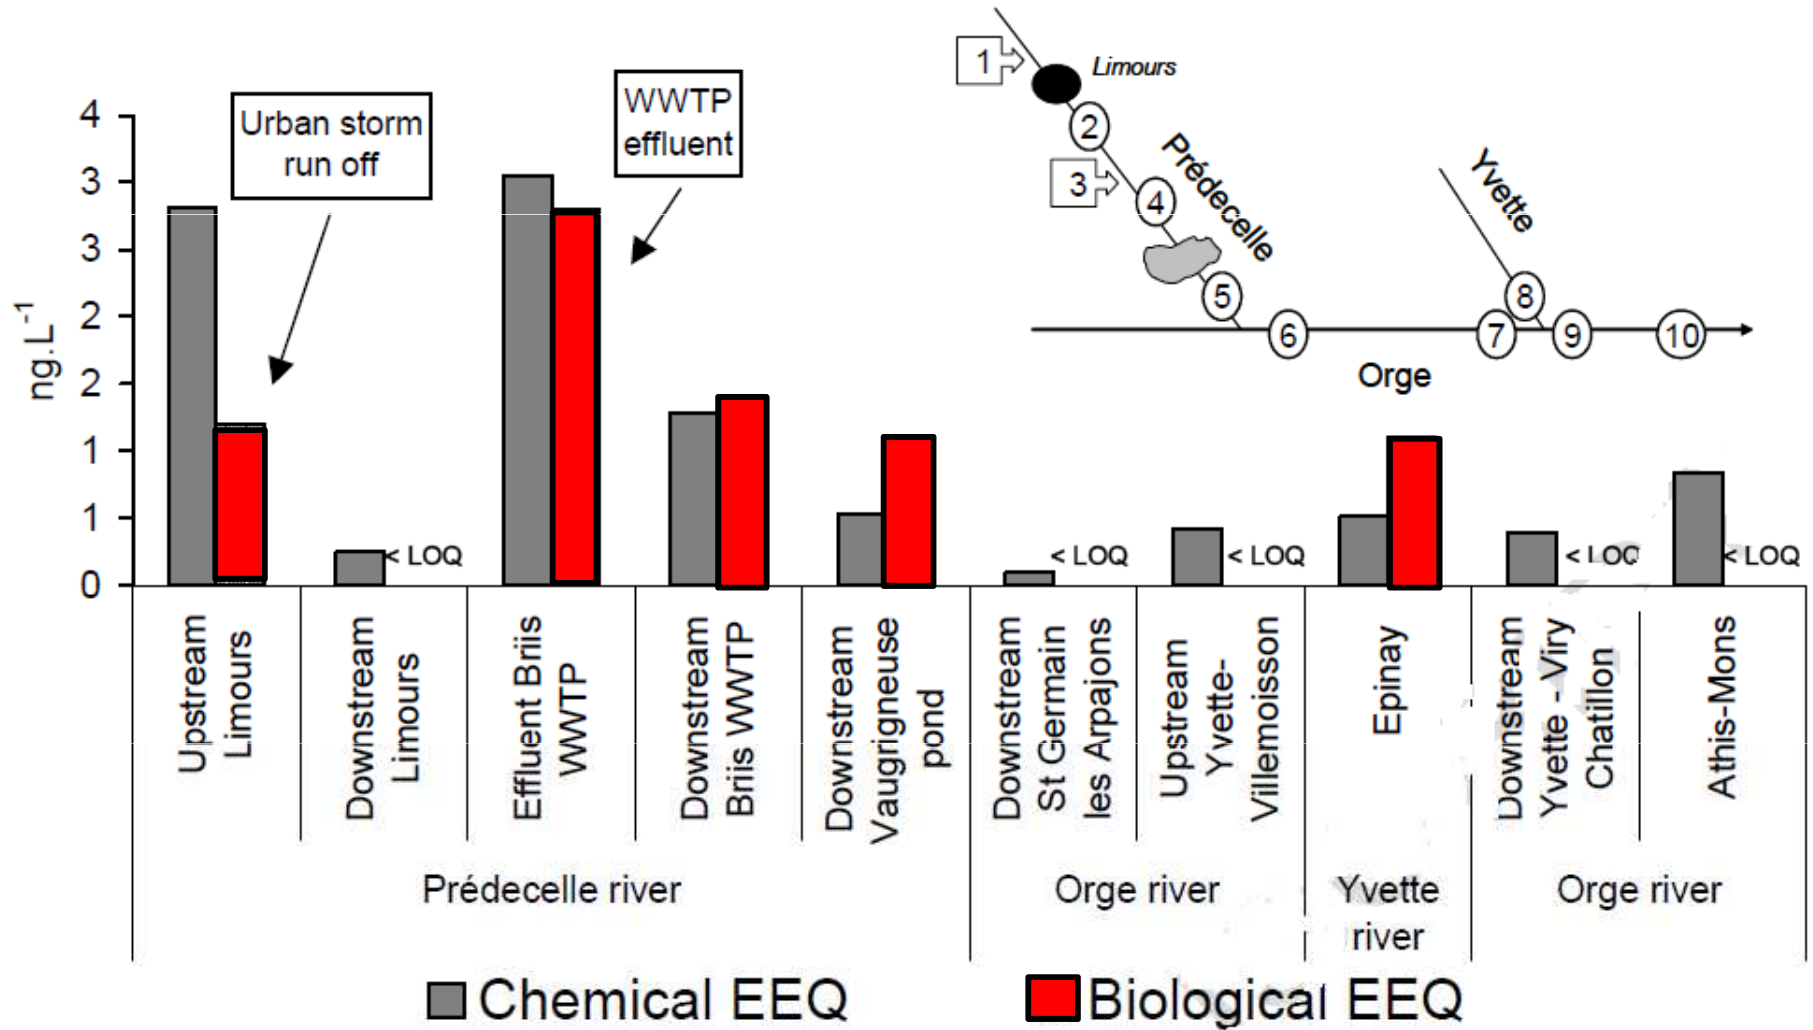 Urban storm
run off
WWTP
effluent
1
Limours
2
3
4
Prédecelle
5
6
Yvette
7
8
9
10
Orge
ng.L-1
4
3
3
2
2
1
1
0
< LOQ
< LOQ
< LOQ
< LOQ
< LOQ
Upstream
Limours
Downstream
Limours
Effluent Briis
WWTP
Downstream
Briis WWTP
Downstream
Vaugrigneuse
pond
Downstream
St Germain
les Arpajons
Upstream
Yvette-
Villemoisson
Epinay
Downstream
Yvette - Viry
Chatillon
Athis-Mons
Prédecelle river
Orge river
Yvette
river
Orge river
Chemical EEQ
Biological EEQ